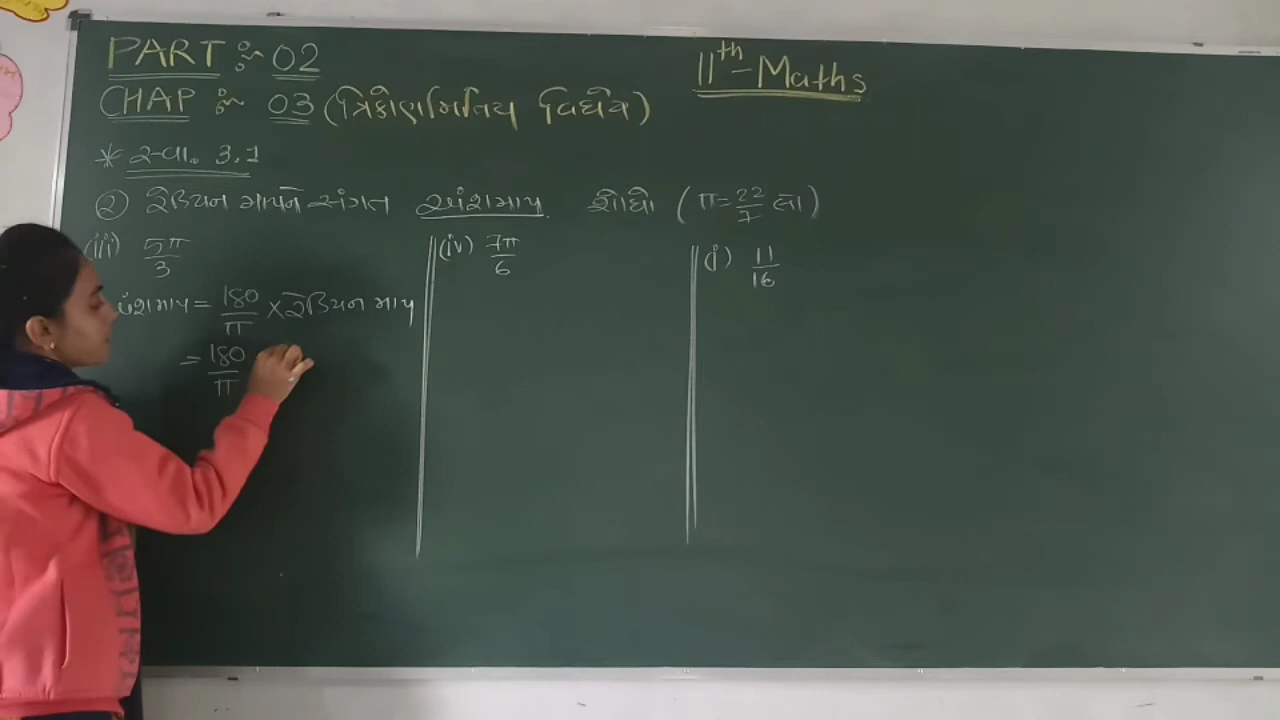 PART ઃ~ 02
11th - Maths
CHAP ઃ~ 03 (ત્રિકોણમિતિય વિધેય)
* સ્વા. 3.1
② રેડિયન માપને સંગત અંશમાપ શોધો (π = 22/7 લો)
(iii) 5π/3
અંશમાપ = 180/π × રેડિયન માપ
= 180/π
(iv) 7π/6
(i) 11/16